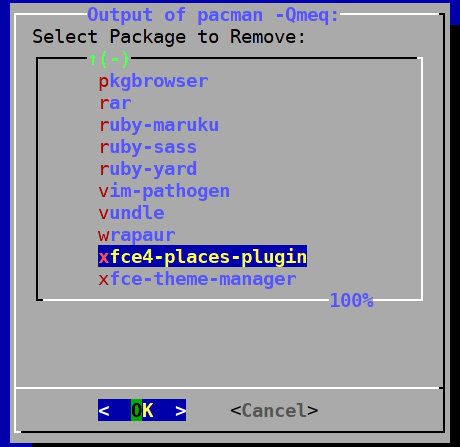 Output of pacman -Qmeq:
Select Package to Remove:
↑(-)
pkgbrowser
rar
ruby-maruku
ruby-sass
ruby-yard
vim-pathogen
vundle
wrapaur
xfce4-places-plugin
xfce-theme-manager
100%
< OK > <Cancel>